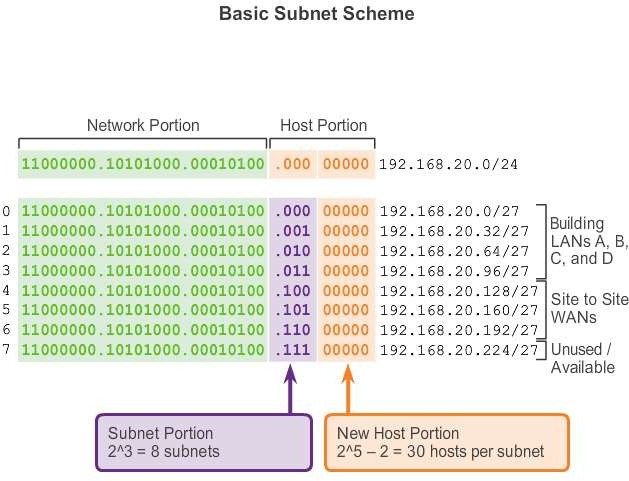 Basic Subnet Scheme
Network Portion Host Portion
11000000.10101000.00010100 .000 00000 192.168.20.0/24
0 11000000.10101000.00010100 .000 00000 192.168.20.0/27
1 11000000.10101000.00010100 .001 00000 192.168.20.32/27
2 11000000.10101000.00010100 .010 00000 192.168.20.64/27
3 11000000.10101000.00010100 .011 00000 192.168.20.96/27
Building
LANs A, B,
C, and D
4 11000000.10101000.00010100 .100 00000 192.168.20.128/27
5 11000000.10101000.00010100 .101 00000 192.168.20.160/27
6 11000000.10101000.00010100 .110 00000 192.168.20.192/27
Site to Site
WANs
7 11000000.10101000.00010100 .111 00000 192.168.20.224/27
Unused /
Available
Subnet Portion
2^3 = 8 subnets
New Host Portion
2^5 – 2 = 30 hosts per subnet